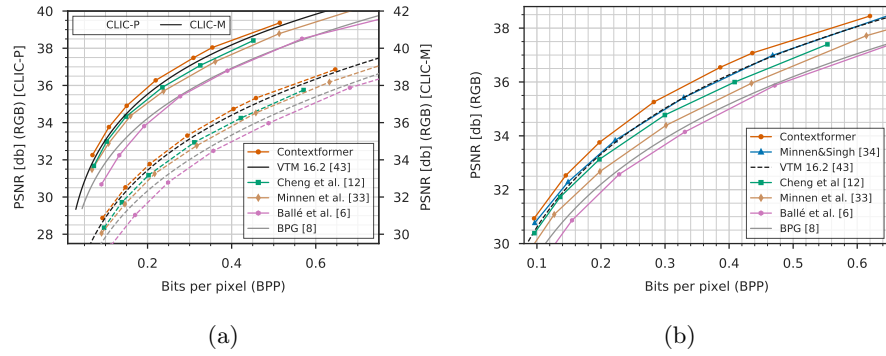 PSNR [db] (RGB) [CLIC-P]
40
38
36
34
32
30
28
CLIC-P
CLIC-M
42
40
38
36
34
32
30
PSNR [db] (RGB) [CLIC-M]
Contextformer
VTM 16.2 [43]
Cheng et al. [12]
Minnen et al. [33]
Ballé et al. [6]
BPG [8]
0.2
0.4
0.6
Bits per pixel (BPP)
(a)
PSNR [db] (RGB)
38
36
34
32
30
Contextformer
Minnen&Singh [34]
VTM 16.2 [43]
Cheng et al [12]
Minnen et al. [33]
Ballé et al. [6]
BPG [8]
0.1
0.2
0.3
0.4
0.5
0.6
Bits per pixel (BPP)
(b)